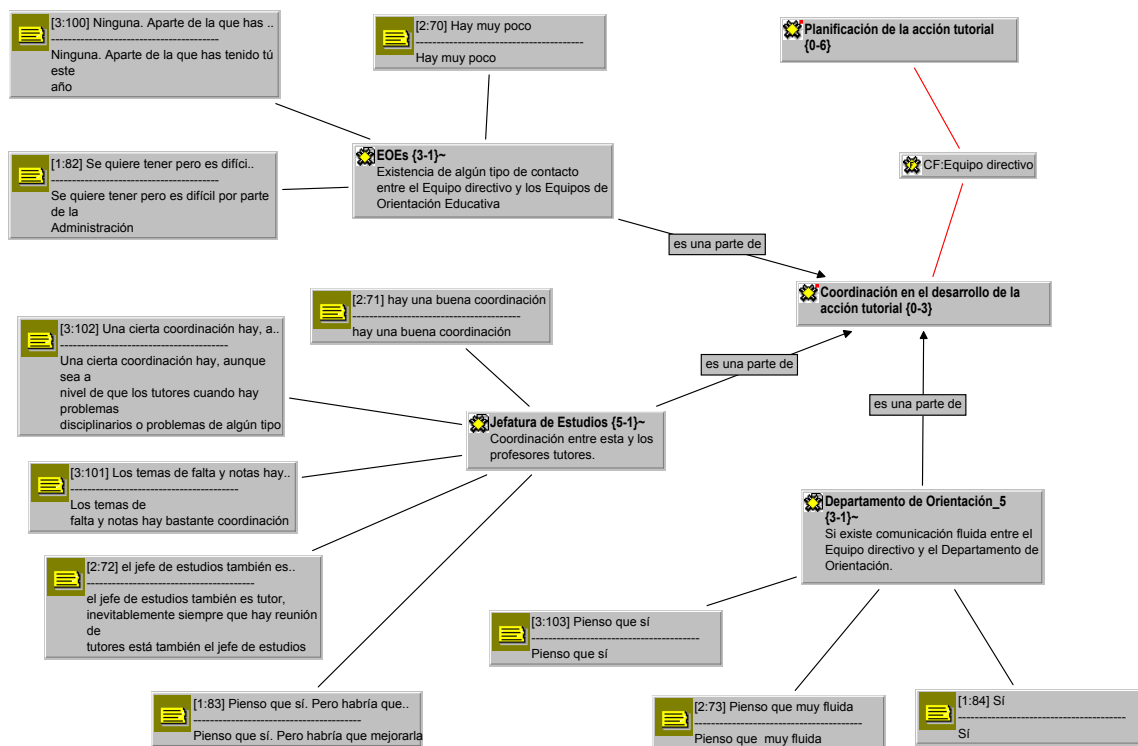 [3:100] Ninguna. Aparte de la que has ..
----------------------------------------
Ninguna. Aparte de la que has tenido tú
este
año
[2:70] Hay muy poco
----------------------------------------
Hay muy poco
Planificación de la acción tutorial
{0-6}
[1:82] Se quiere tener pero es difíci..
----------------------------------------
Se quiere tener pero es difícil por parte
de la
Administración
EOEs {3-1}~
Existencia de algún tipo de contacto
entre el Equipo directivo y los Equipos de
Orientación Educativa
CF:Equipo directivo
es una parte de
Coordinación en el desarrollo de la
acción tutorial {0-3}
[2:71] hay una buena coordinación
----------------------------------------
hay una buena coordinación
[3:102] Una cierta coordinación hay, a..
----------------------------------------
Una cierta coordinación hay, aunque
sea a
nivel de que los tutores cuando hay
problemas
disciplinarios o problemas de algún tipo
es una parte de
es una parte de
Jefatura de Estudios {5-1}~
Coordinación entre esta y los
profesores tutores.
[3:101] Los temas de falta y notas hay..
----------------------------------------
Los temas de
falta y notas hay bastante coordinación
Departamento de Orientación_5
{3-1}~
Si existe comunicación fluida entre el
Equipo directivo y el Departamento de
Orientación.
[2:72] el jefe de estudios también es..
----------------------------------------
el jefe de estudios también es tutor,
inevitablemente siempre que hay reunión
de
tutores está también el jefe de estudios
[3:103] Pienso que sí
----------------------------------------
Pienso que sí
[1:83] Pienso que sí. Pero habría que..
----------------------------------------
Pienso que sí. Pero habría que mejorarla
[2:73] Pienso que muy fluida
----------------------------------------
Pienso que  muy fluida
[1:84] Sí
----------------------------------------
Sí